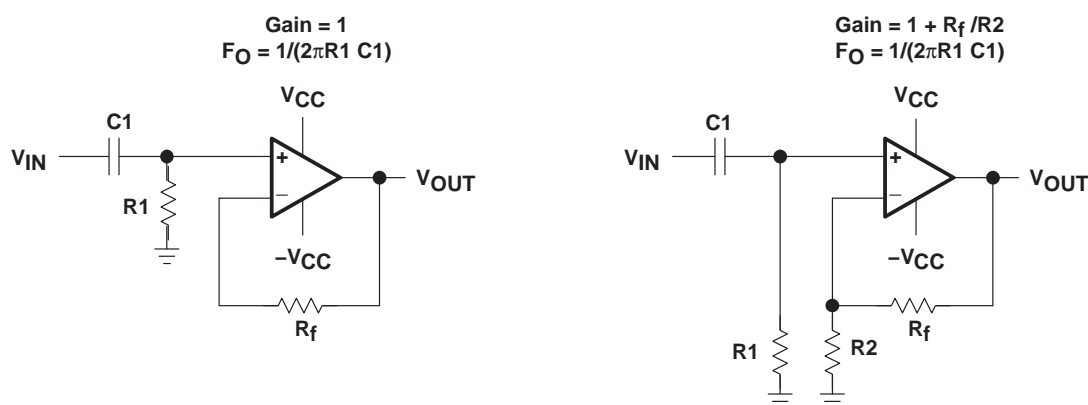 Gain = 1
FO = 1/(2πR1 C1)
VCC
C1
VIN
+
−
VOUT
R1
−VCC
Rf
Gain = 1 + Rf /R2
FO = 1/(2πR1 C1)
VCC
C1
VIN
+
−
VOUT
−VCC
Rf
R1
R2